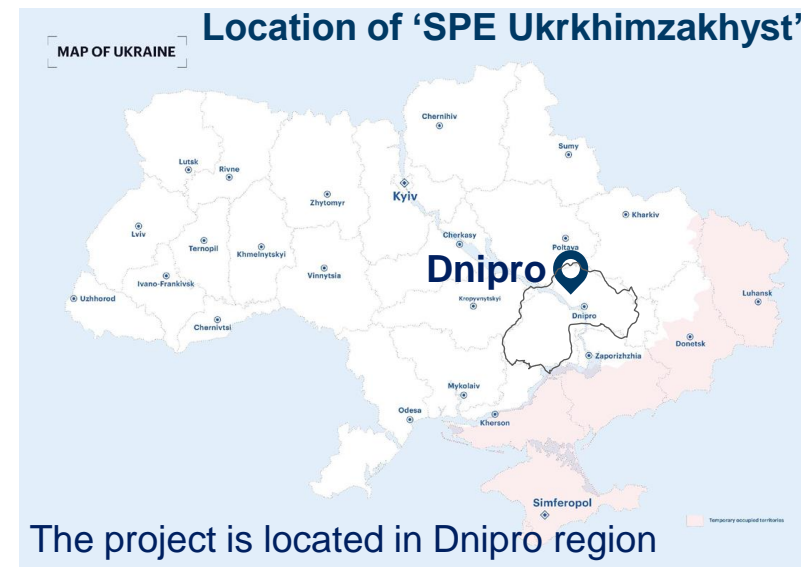 Location of ‘SPE Ukrkhimzakhyst’
MAP OF UKRAINE
Chernihiv
Sumy
Lutsk
Rivne
Kyiv
Zhytomyr
Kharkiv
Lviv
Ternopil
Khmelnytskyi
Cherkasy
Poltava
Dnipro
Vinnytsia
Ivano-Frankivsk
Uzhhorod
Kropyvnytskyi
Luhansk
Dnipro
Chernivtsi
Donetsk
Zaporizhzhia
Mykolaiv
Odesa
Kherson
Simferopol
Temporary occupied territories
The project is located in Dnipro region